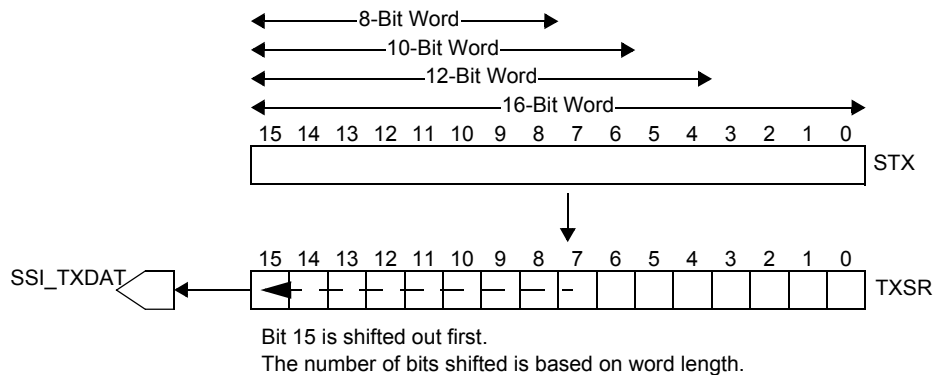 8-Bit Word
10-Bit Word
12-Bit Word
16-Bit Word
15 14 13 12 11 10 9 8 7 6 5 4 3 2 1 0
STX
15 14 13 12 11 10 9 8 7 6 5 4 3 2 1 0
SSI_TXDAT
TXSR
Bit 15 is shifted out first.
The number of bits shifted is based on word length.